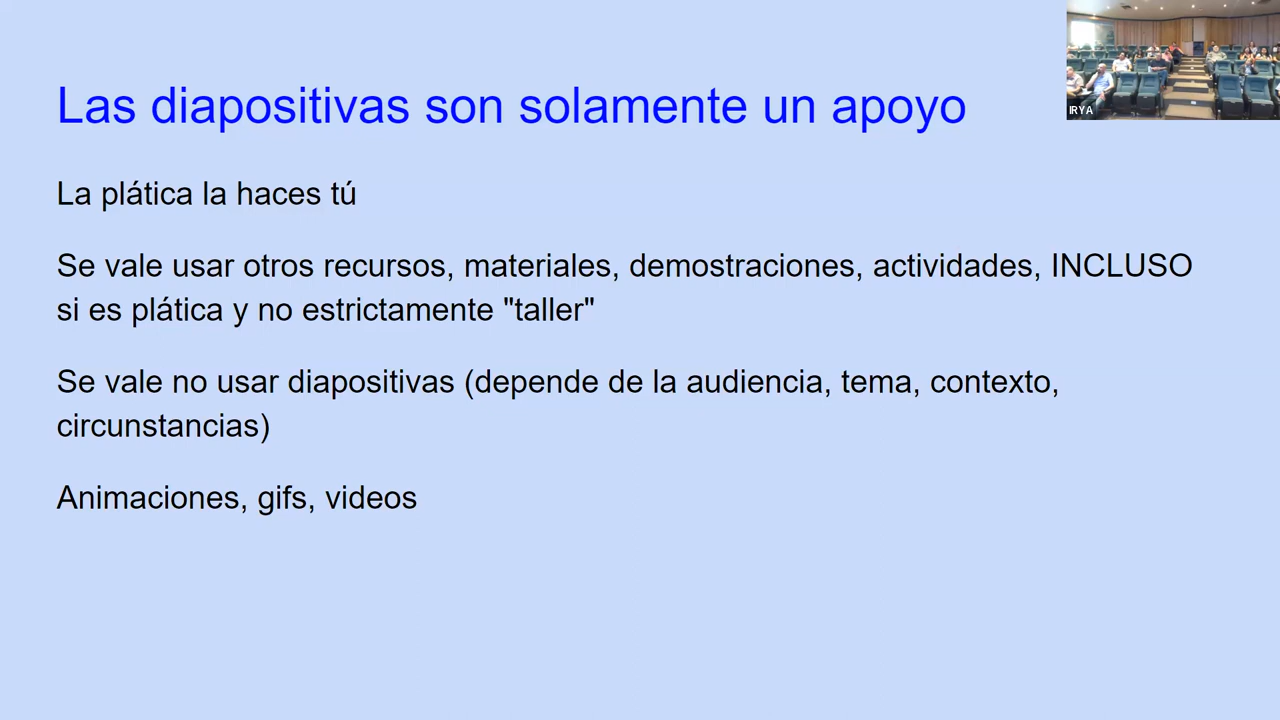 Las diapositivas son solamente un apoyo
IRYA
La plática la haces tú
Se vale usar otros recursos, materiales, demostraciones, actividades, INCLUSO
si es plática y no estrictamente "taller"
Se vale no usar diapositivas (depende de la audiencia, tema, contexto,
circunstancias)
Animaciones, gifs, videos